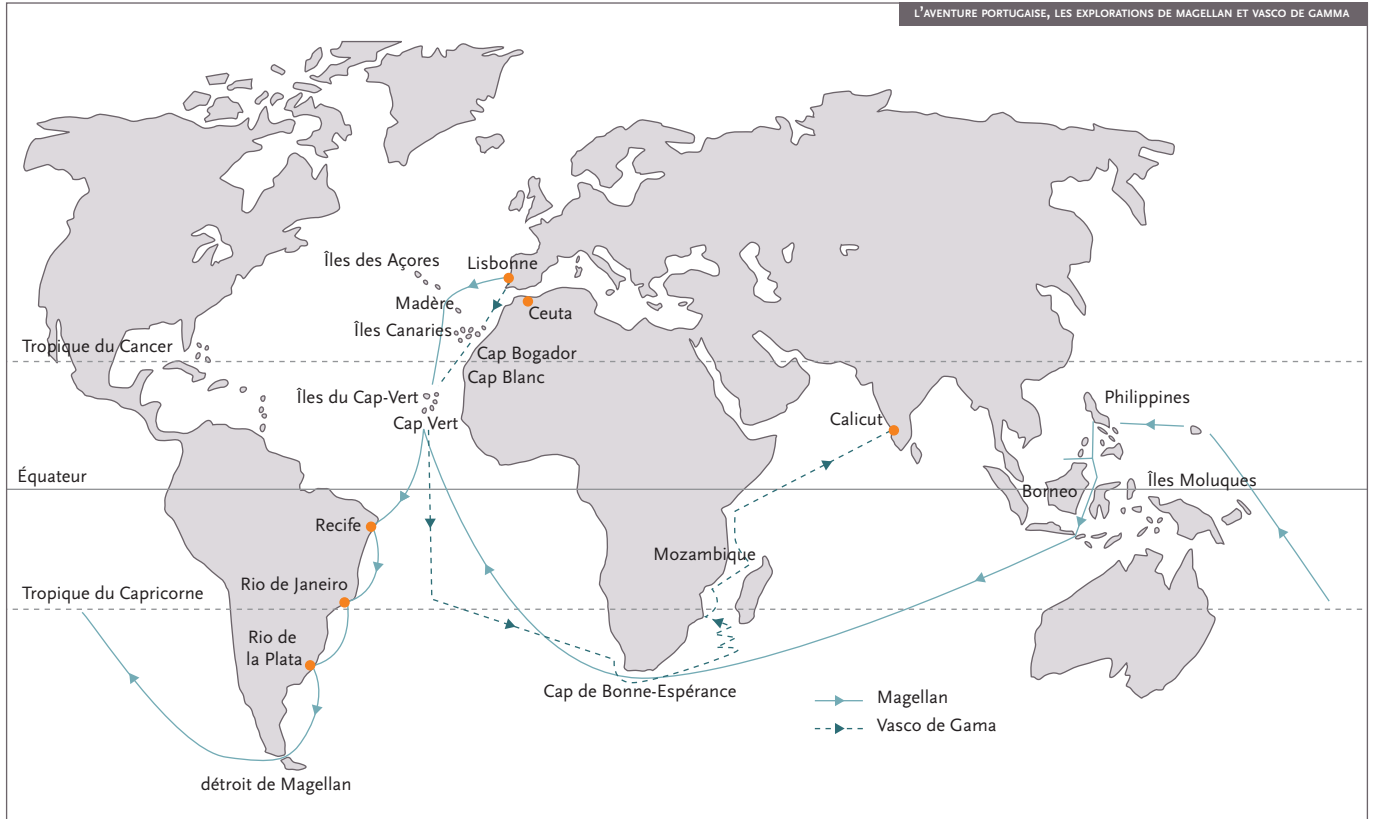 L'AVENTURE PORTUGAISE, LES EXPLORATIONS DE MAGELLAN ET VASCO DE GAMMA
Îles des Açores
Lisbonne
Madère
Ceuta
Îles Canaries
Tropique du Cancer
Cap Bogador
Cap Blanc
Îles du Cap-Vert
Philippines
Cap Vert
Calicut
Équateur
Îles Moluques
Borneo
Recife
Mozambique
Rio de Janeiro
Tropique du Capricorne
Rio de
la Plata
Cap de Bonne-Espérance
Magellan
Vasco de Gama
détroit de Magellan